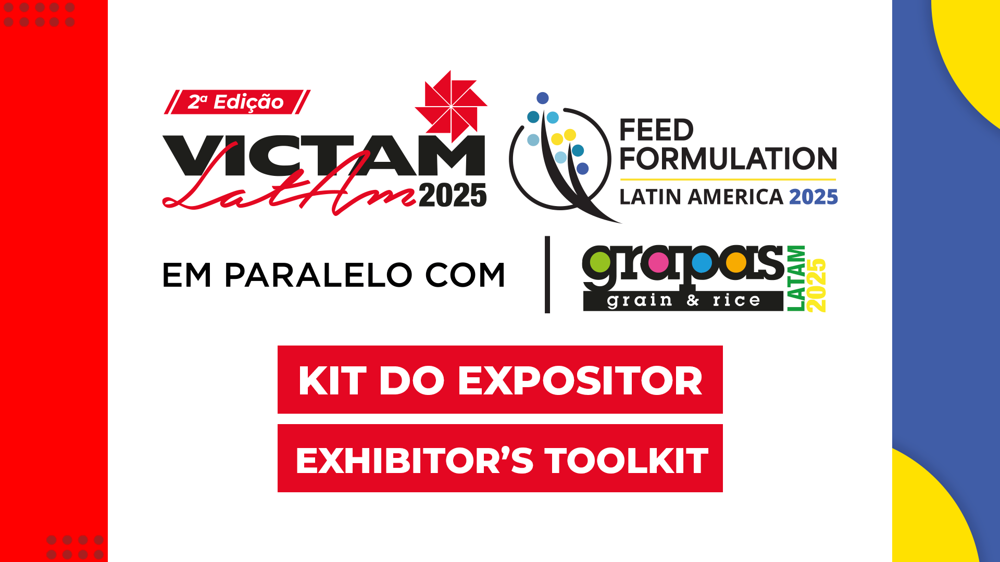 2ª Edição
VICTAM
LatAm 2025
FEED
FORMULATION
LATIN AMERICA 2025
EM PARALELO COM
grapas
grain & rice
LATAM
2025
KIT DO EXPOSITOR
EXHIBITOR’S TOOLKIT